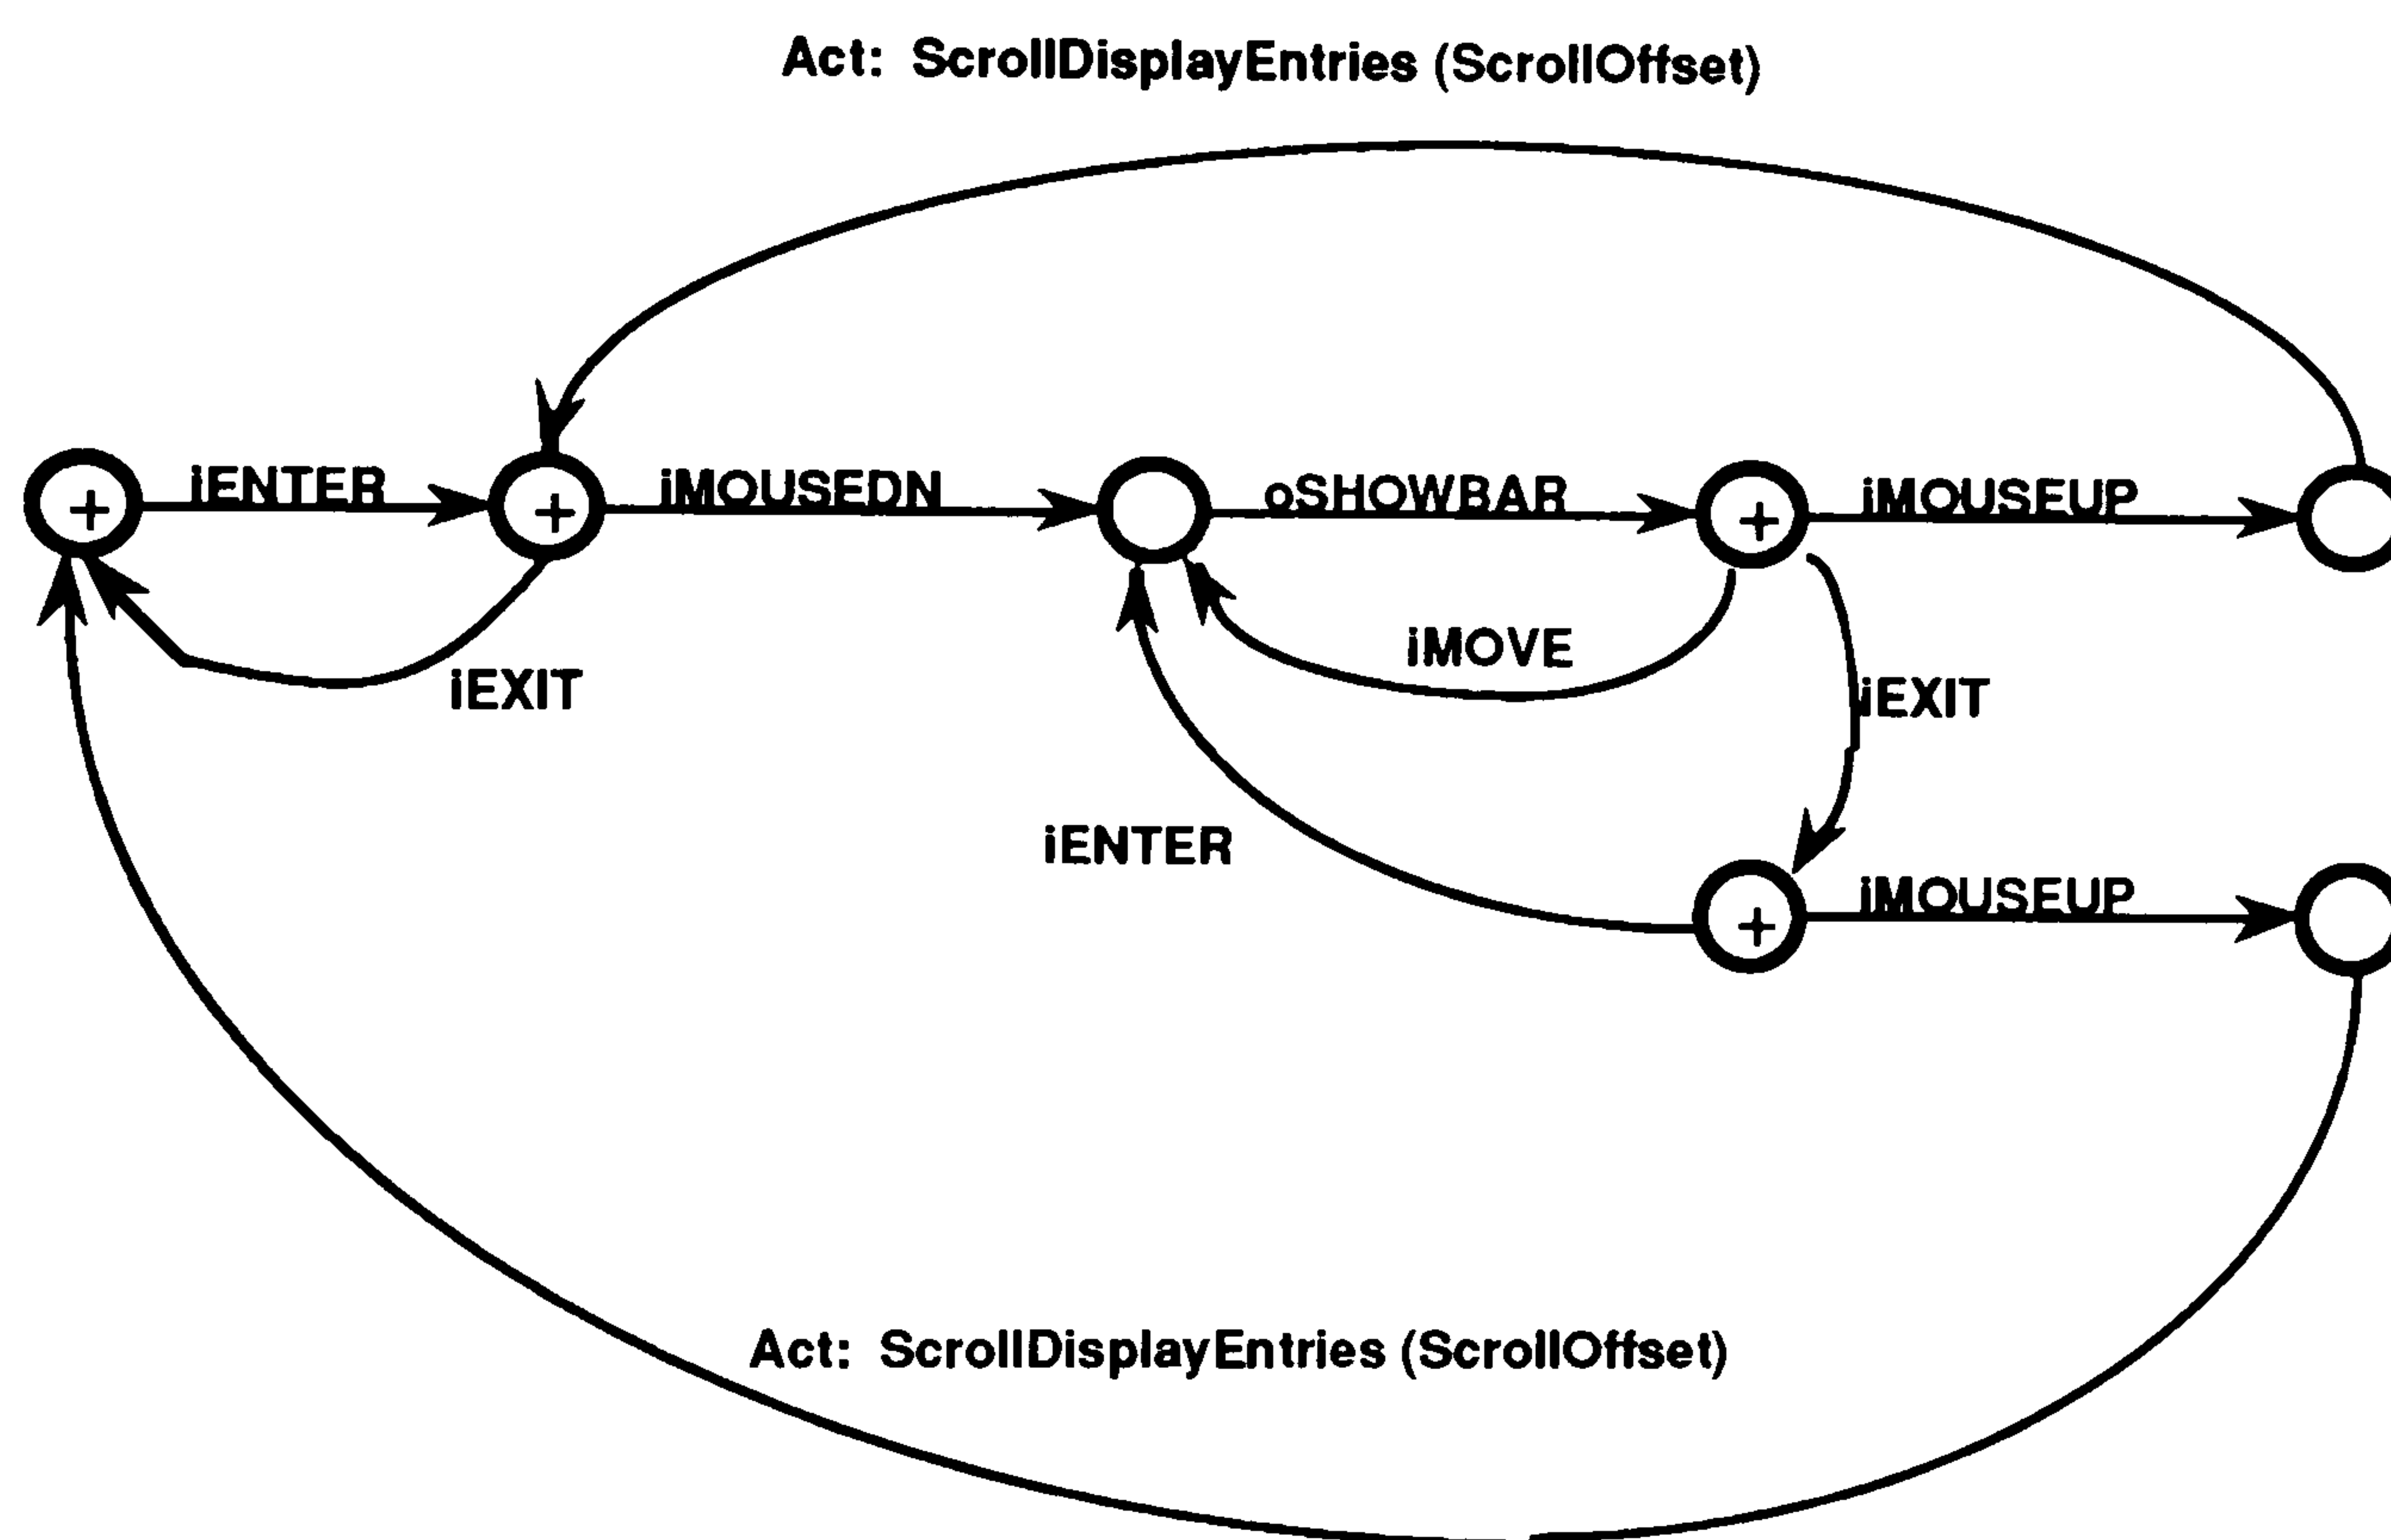 Act: ScrollDisplayEntries (ScrollOffset)
+ iENTER + iMOUSEDN oSHOWBAR + iMOUSEUP
iMOVE
iEXIT iEXIT
iENTER
+ iMOUSEUP
Act: ScrollDisplayEntries (ScrollOffset)